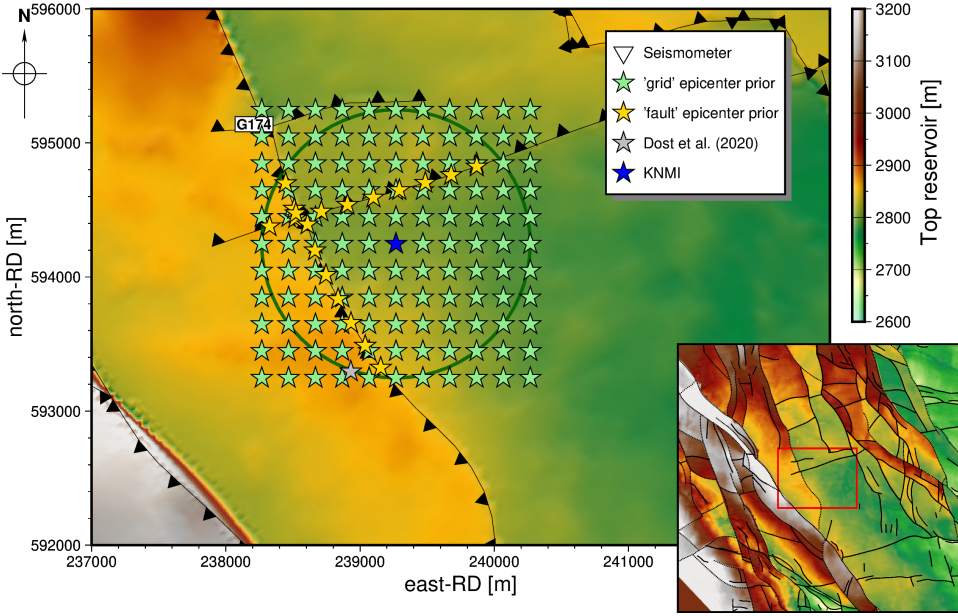 N
596000
595000
594000
593000
592000
north-RD [m]
237000
238000
239000
240000
241000
east-RD [m]
G174
Seismometer
'grid' epicenter prior
'fault' epicenter prior
Dost et al. (2020)
KNMI
3200
3100
3000
2900
2800
2700
2600
Top reservoir [m]